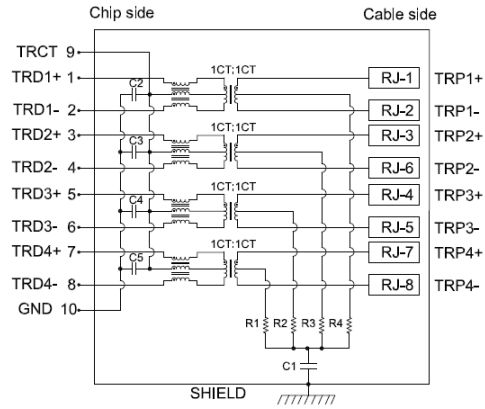 Chip side Cable side
TRCT 9
1CT:1CT
TRD1+ 1 C2 RJ-1 TRP1+
TRD1- 2 RJ-2 TRP1-
1CT:1CT
TRD2+ 3 C3 RJ-3 TRP2+
TRD2- 4 RJ-6 TRP2-
1CT:1CT
TRD3+ 5 C4 RJ-4 TRP3+
TRD3- 6 RJ-5 TRP3-
1CT:1CT
TRD4+ 7 C5 RJ-7 TRP4+
TRD4- 8 RJ-8 TRP4-
GND 10
R1 R2 R3 R4
C1
SHIELD